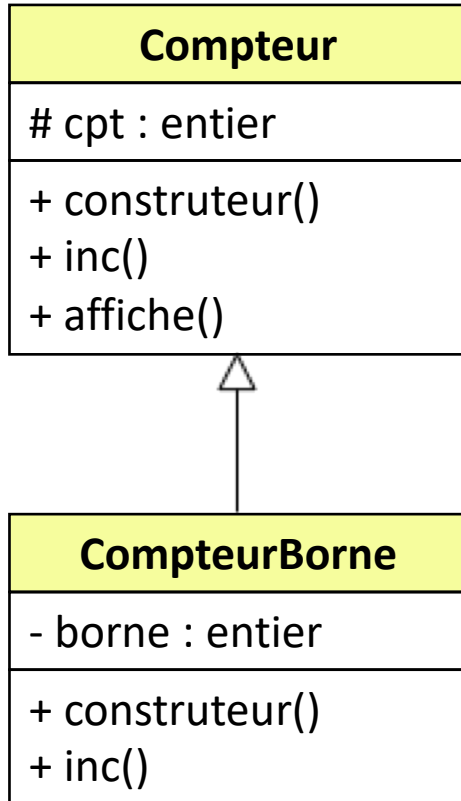 Compteur
# cpt : entier
+ construteur()
+ inc()
+ affiche()
CompteurBorne
- borne : entier
+ construteur()
+ inc()